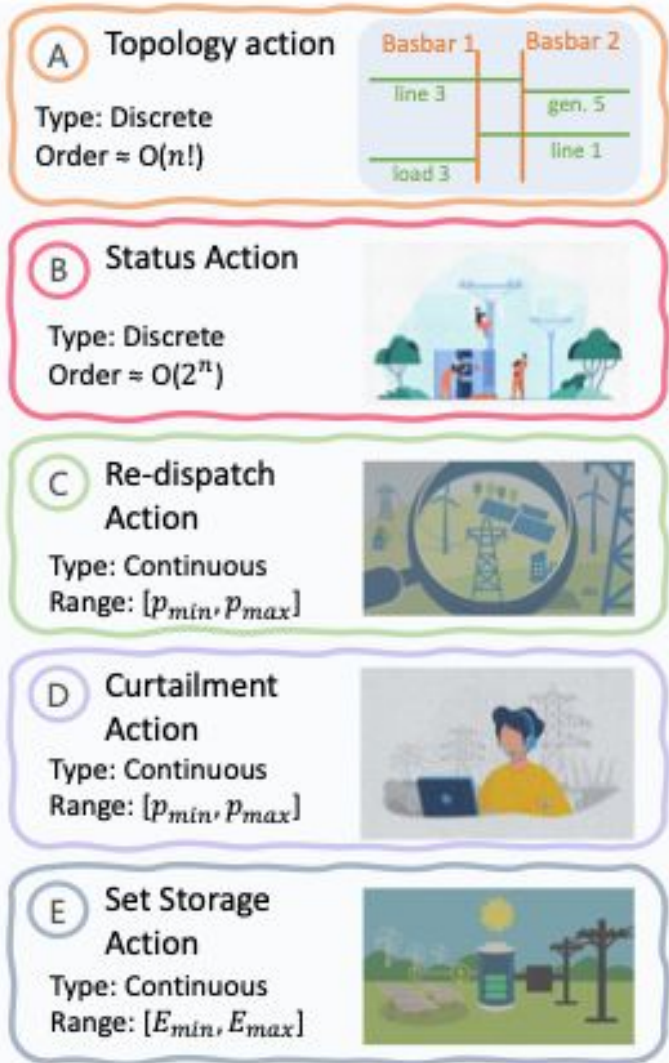 A
Topology action
Type: Discrete
Order ≈ O(n!)
Basbar 1
Basbar 2
line 3
gen. 5
line 1
load 3
B
Status Action
Type: Discrete
Order ≈ O(2ⁿ)
C
Re-dispatch
Action
Type: Continuous
Range: [p_min, p_max]
D
Curtailment
Action
Type: Continuous
Range: [p_min, p_max]
E
Set Storage
Action
Type: Continuous
Range: [E_min, E_max]